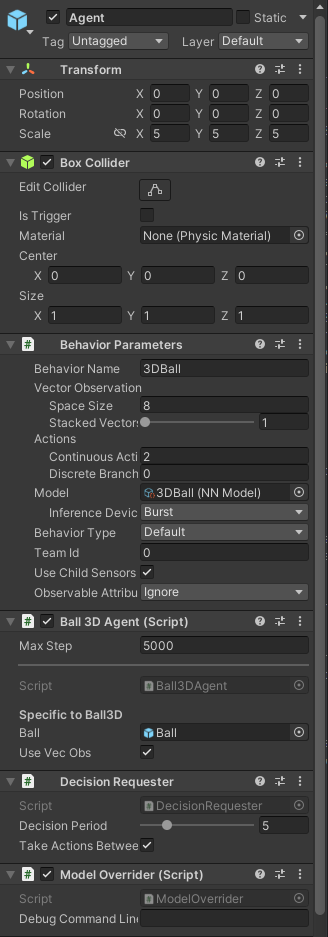 Agent Static
Tag Untagged Layer Default
Transform
Position X 0 Y 0 Z 0
Rotation X 0 Y 0 Z 0
Scale X 5 Y 5 Z 5
Box Collider
Edit Collider
Is Trigger
Material None (Physic Material)
Center
X 0 Y 0 Z 0
Size
X 1 Y 1 Z 1
# Behavior Parameters
Behavior Name 3DBall
Vector Observation
Space Size 8
Stacked Vectors 1
Actions
Continuous Acti 2
Discrete Branch 0
Model 3DBall (NN Model)
Inference Devic Burst
Behavior Type Default
Team Id 0
Use Child Sensors
Observable Attribu Ignore
# Ball 3D Agent (Script)
Max Step 5000
Script # Ball3DAgent
Specific to Ball3D
Ball Ball
Use Vec Obs
# Decision Requester
Script # DecisionRequester
Decision Period 5
Take Actions Betwee
# Model Overrider (Script)
Script # ModelOverrider
Debug Command Line